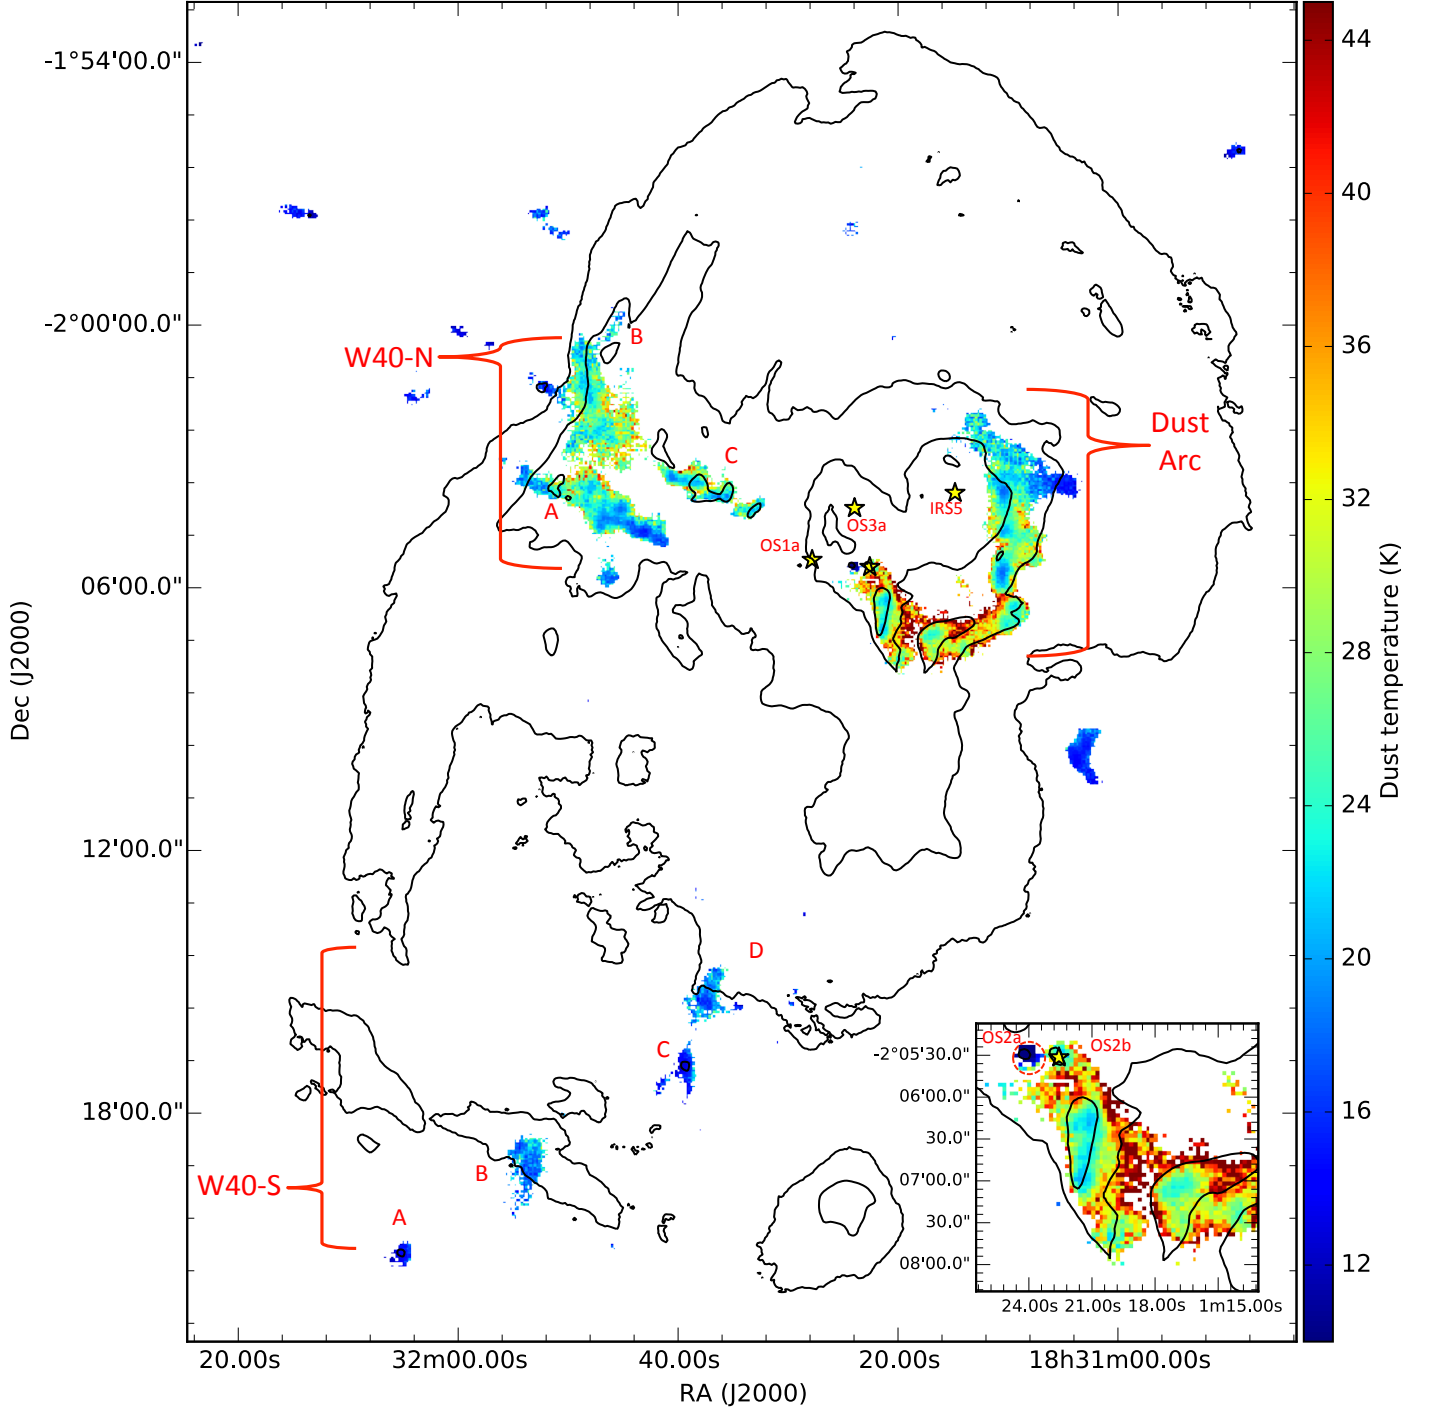 -1°54'00.0"
-2°00'00.0"
06'00.0"
12'00.0"
18'00.0"
Dec (J2000)
20.00s
32m00.00s
40.00s
20.00s
18h31m00.00s
RA (J2000)
44
40
36
32
28
24
20
16
12
Dust temperature (K)
W40-N
B
C
A
Dust
Arc
IRS5
OS3a
OS1a
D
C
B
A
W40-S
OS2a
OS2b
-2°05'30.0"
06'00.0"
30.0"
07'00.0"
30.0"
08'00.0"
24.00s
21.00s
18.00s
1m15.00s